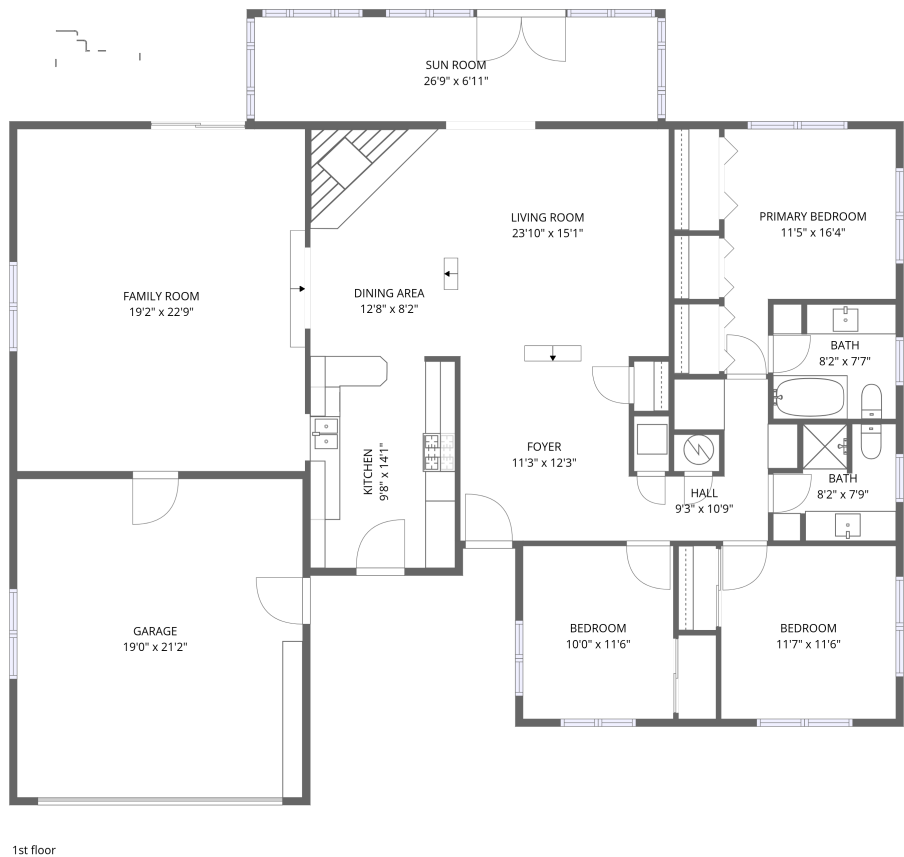 SUN ROOM
26'9" x 6'11"
LIVING ROOM
23'10" x 15'1"
PRIMARY BEDROOM
11'5" x 16'4"
FAMILY ROOM
19'2" x 22'9"
DINING AREA
12'8" x 8'2"
BATH
8'2" x 7'7"
KITCHEN
9'8" x 14'1"
FOYER
11'3" x 12'3"
HALL
9'3" x 10'9"
BATH
8'2" x 7'9"
GARAGE
19'0" x 21'2"
BEDROOM
10'0" x 11'6"
BEDROOM
11'7" x 11'6"
1st floor